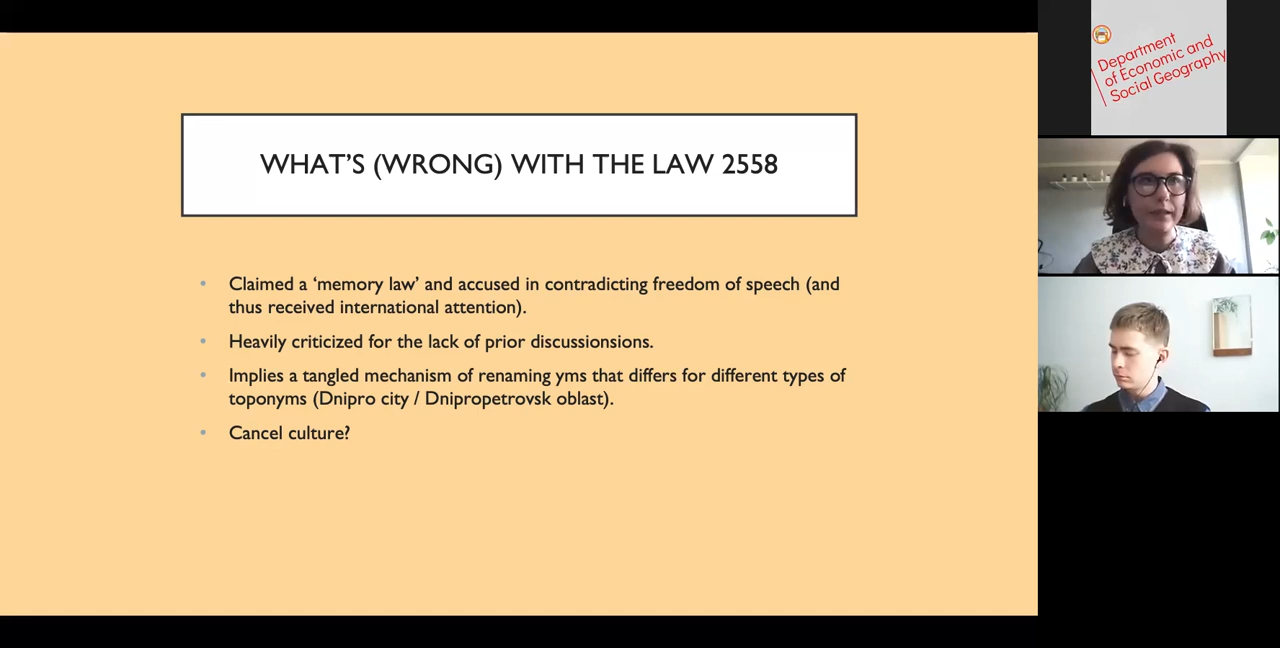 WHAT'S (WRONG) WITH THE LAW 2558
• Claimed a ‘memory law’ and accused in contradicting freedom of speech (and
thus received international attention).
• Heavily criticized for the lack of prior discussionsions.
• Implies a tangled mechanism of renaming yms that differs for different types of
toponyms (Dnipro city / Dnipropetrovsk oblast).
• Cancel culture?
Department
of Economic and
Social Geography